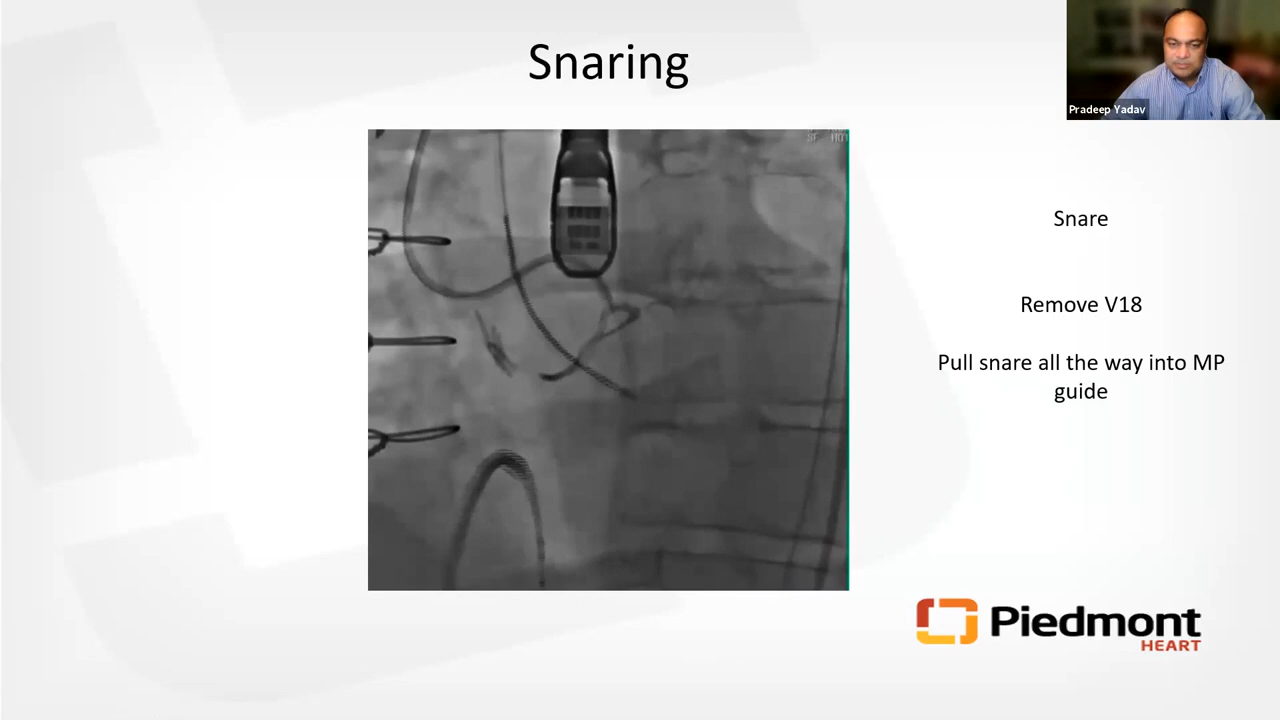 Snaring
Pradeep Yadav
Snare
Remove V18
Pull snare all the way into MP
guide
Piedmont
HEART